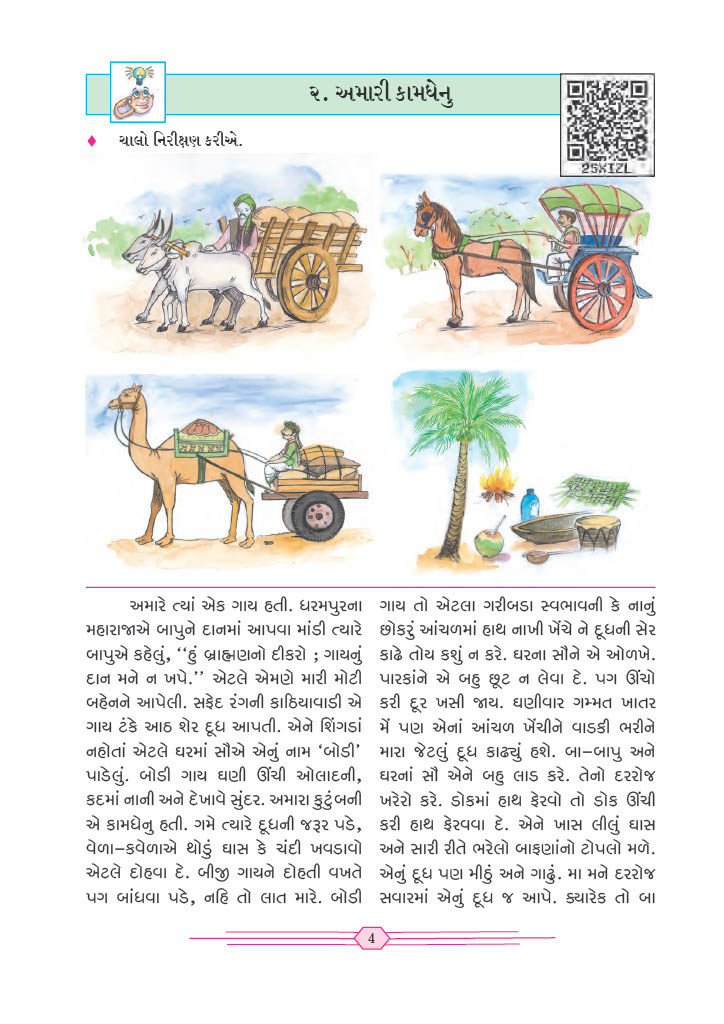 ૨. અમારી કામધેનુ
25XIZL
♦ ચાલો નિરીક્ષણ કરીએ.
અમારે ત્યાં એક ગાય હતી. ધરમપુરના
મહારાજાએ બાપુને દાનમાં આપવા માંડી ત્યારે
બાપુએ કહેલું, ‘‘હું બ્રાહ્મણનો દીકરો ; ગાયનું
દાન મને ન ખપે.’’ એટલે એમણે મારી મોટી
બહેનને આપેલી. સફેદ રંગની કાઠિયાવાડી એ
ગાય ટંકે આઠ શેર દૂધ આપતી. એને શિંગડાં
નહોતાં એટલે ઘરમાં સૌએ એનું નામ ‘બોડી’
પાડેલું. બોડી ગાય ઘણી ઊંચી ઓલાદની,
કદમાં નાની અને દેખાવે સુંદર. અમારા કુટુંબની
એ કામધેનુ હતી. ગમે ત્યારે દૂધની જરૂર પડે,
વેળા–કવેળાએ થોડું ઘાસ કે ચંદી ખવડાવો
એટલે દોહવા દે. બીજી ગાયને દોહતી વખતે
પગ બાંધવા પડે, નહિ તો લાત મારે. બોડી
ગાય તો એટલા ગરીબડા સ્વભાવની કે નાનું
છોકરું આંચળમાં હાથ નાખી ખેંચે ને દૂધની સેર
કાઢે તોય કશું ન કરે. ઘરના સૌને એ ઓળખે.
પારકાંને એ બહુ છૂટ ન લેવા દે. પગ ઊંચો
કરી દૂર ખસી જાય. ઘણીવાર ગમ્મત ખાતર
મેં પણ એનાં આંચળ ખેંચીને વાડકી ભરીને
મારા જેટલું દૂધ કાઢ્યું હશે. બા–બાપુ અને
ઘરનાં સૌ એને બહુ લાડ કરે. તેનો દરરોજ
ખરેરો કરે. ડોકમાં હાથ ફેરવો તો ડોક ઊંચી
કરી હાથ ફેરવવા દે. એને ખાસ લીલું ઘાસ
અને સારી રીતે ભરેલો બાફણાંનો ટોપલો મળે.
એનું દૂધ પણ મીઠું અને ગાઢું. મા મને દરરોજ
સવારમાં એનું દૂધ જ આપે. ક્યારેક તો બા
4